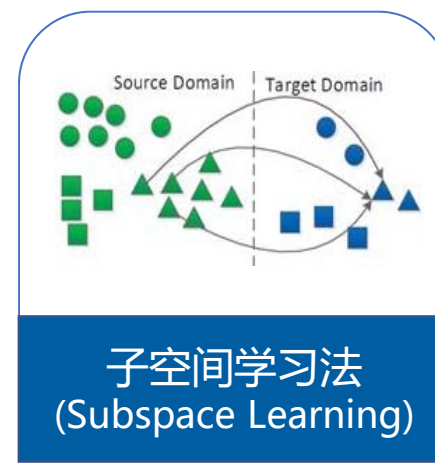 Source Domain Target Domain
子空间学习法
(Subspace Learning)